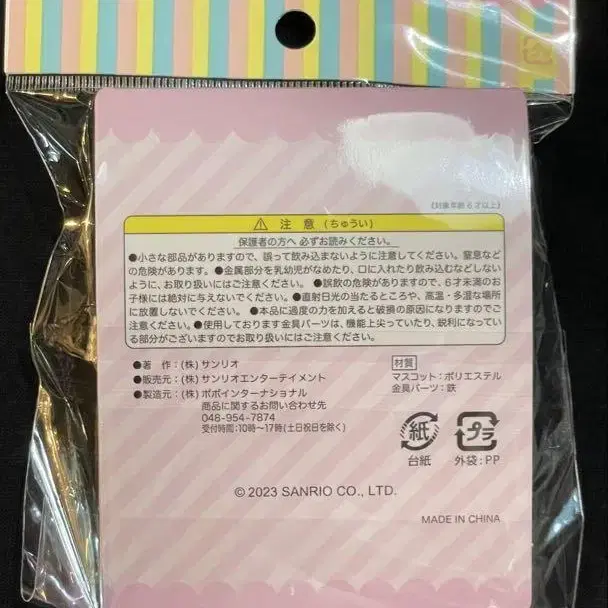 《対象年齢6才以上》
⚠ 注 意 (ちゅうい)
保護者の方へ 必ずお読みください。
●小さな部品がありますので、誤って飲み込まないように注意してください。窒息など
の危険があります。 ●金属部分を乳幼児がなめたり、口に入れたり飲み込むなどしない
ように、お取り扱いにはご注意ください。 ●誤飲の危険がありますので、6才未満のお
子様には絶対に与えないでください。 ●直射日光の当たるところや、高温・多湿な場所
に放置しないでください。 ●本品に過度の力を加えると破損の原因になりますのでご
注意ください。●使用しております金具パーツは、機能上尖っていたり、鋭利になってい
る部分がございますのでお取り扱いにはご注意ください。
●著 作：(株) サンリオ
●販売元：(株) サンリオエンターテイメント
●製造元：(株) ポポインターナショナル
商品に関するお問い合わせ先
048-954-7874
受付時間：10時〜17時(土日祝日を除く)
材質
マスコット：ポリエステル
金具パーツ：鉄
紙
台紙
プラ
外袋：PP
© 2023 SANRIO CO., LTD.
MADE IN CHINA